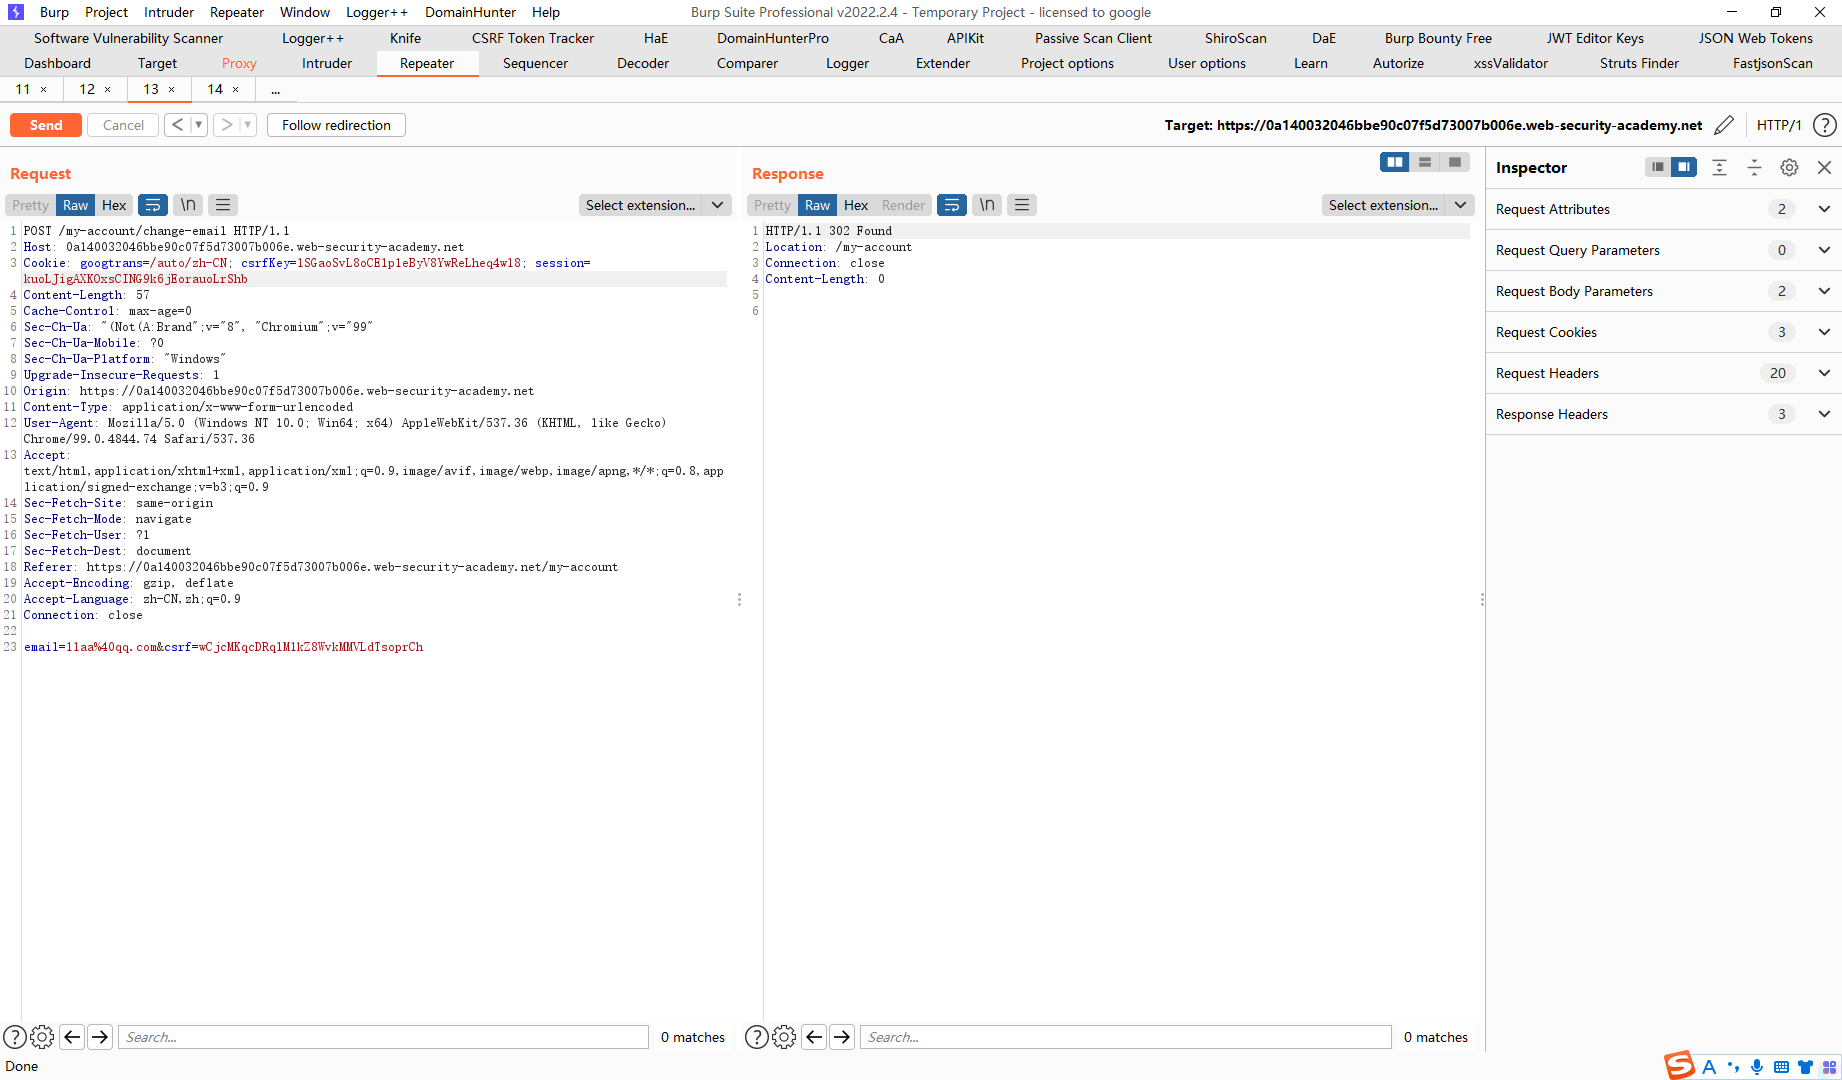 Burp Project Intruder Repeater Window Logger++ DomainHunter Help
Burp Suite Professional v2022.2.4 - Temporary Project - licensed to google
Software Vulnerability Scanner Logger++ Knife CSRF Token Tracker HaE DomainHunterPro CaA APIKit Passive Scan Client ShiroScan DaE Burp Bounty Free JWT Editor Keys JSON Web Tokens
Dashboard Target Proxy Intruder Repeater Sequencer Decoder Comparer Logger Extender Project options User options Learn Autorize xssValidator Struts Finder FastjsonScan
11 × 12 × 13 × 14 × ...
Send Cancel < ▼ > ▼ Follow redirection
Target: https://0a140032046bbe90c07f5d73007b006e.web-security-academy.net HTTP/1 ?
Request
Pretty Raw Hex \n Select extension...
1 POST /my-account/change-email HTTP/1.1
2 Host: 0a140032046bbe90c07f5d73007b006e.web-security-academy.net
3 Cookie: googtrans=/auto/zh-CN; csrfKey=1SGaoSvL8oCE1p1eByV8YwReLheq4w18; session=
kuoLJigAXKOxsCING9k6jEorauoLrShb
4 Content-Length: 57
5 Cache-Control: max-age=0
6 Sec-Ch-Ua: "(Not(A:Brand";v="8", "Chromium";v="99"
7 Sec-Ch-Ua-Mobile: ?0
8 Sec-Ch-Ua-Platform: "Windows"
9 Upgrade-Insecure-Requests: 1
10 Origin: https://0a140032046bbe90c07f5d73007b006e.web-security-academy.net
11 Content-Type: application/x-www-form-urlencoded
12 User-Agent: Mozilla/5.0 (Windows NT 10.0; Win64; x64) AppleWebKit/537.36 (KHTML, like Gecko)
Chrome/99.0.4844.74 Safari/537.36
13 Accept:
text/html,application/xhtml+xml,application/xml;q=0.9,image/avif,image/webp,image/apng,*/*;q=0.8,app
lication/signed-exchange;v=b3;q=0.9
14 Sec-Fetch-Site: same-origin
15 Sec-Fetch-Mode: navigate
16 Sec-Fetch-User: ?1
17 Sec-Fetch-Dest: document
18 Referer: https://0a140032046bbe90c07f5d73007b006e.web-security-academy.net/my-account
19 Accept-Encoding: gzip, deflate
20 Accept-Language: zh-CN,zh;q=0.9
21 Connection: close
22
23 email=11aa%40qq.com&csrf=wCjcMKqcDRqlM1kZ8WvkMMVLdTsoprCh
? Search... 0 matches
Response
Pretty Raw Hex Render \n Select extension...
1 HTTP/1.1 302 Found
2 Location: /my-account
3 Connection: close
4 Content-Length: 0
5
6
? Search... 0 matches
Inspector
Request Attributes 2
Request Query Parameters 0
Request Body Parameters 2
Request Cookies 3
Request Headers 20
Response Headers 3
Done
S A